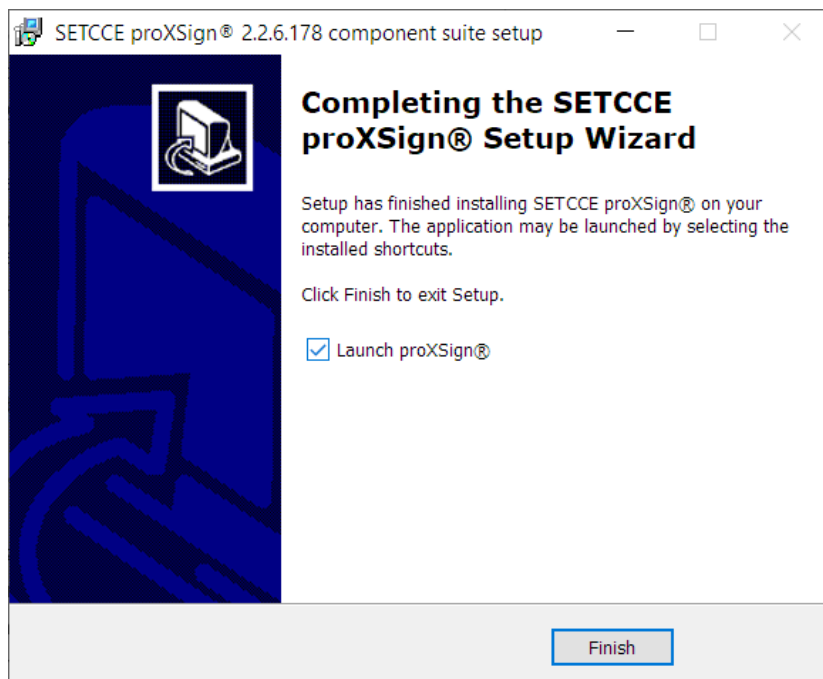 SETCCE proXSign® 2.2.6.178 component suite setup
Completing the SETCCE
proXSign® Setup Wizard
Setup has finished installing SETCCE proXSign® on your
computer. The application may be launched by selecting the
installed shortcuts.
Click Finish to exit Setup.
Launch proXSign®
Finish